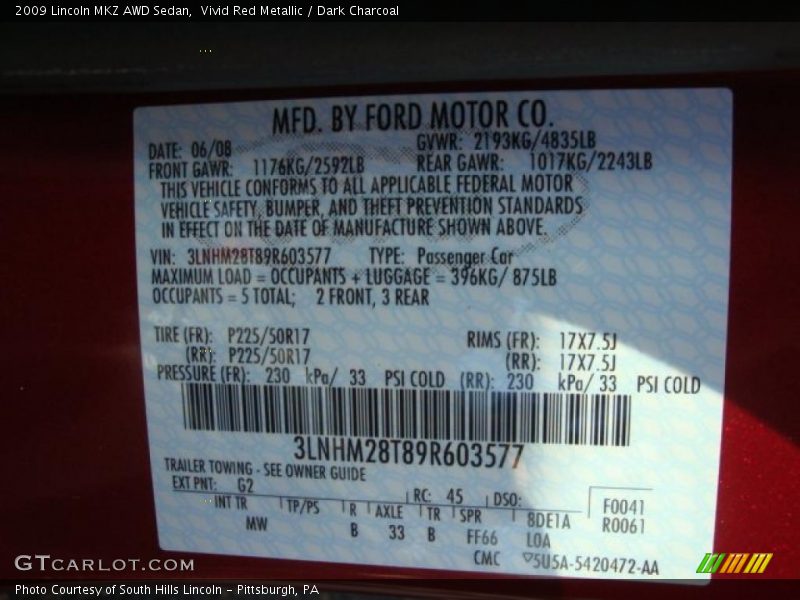 2009 Lincoln MKZ AWD Sedan,  Vivid Red Metallic / Dark Charcoal
MFD. BY FORD MOTOR CO.
DATE: 06/08 GVWR: 2193KG/4835LB
FRONT GAWR: 1176KG/2592LB REAR GAWR: 1017KG/2243LB
THIS VEHICLE CONFORMS TO ALL APPLICABLE FEDERAL MOTOR
VEHICLE SAFETY, BUMPER, AND THEFT PREVENTION STANDARDS
IN EFFECT ON THE DATE OF MANUFACTURE SHOWN ABOVE.
VIN: 3LNHM28T89R603577 TYPE: Passenger Car
MAXIMUM LOAD = OCCUPANTS + LUGGAGE = 396KG/ 875LB
OCCUPANTS = 5 TOTAL; 2 FRONT, 3 REAR
TIRE (FR): P225/50R17 RIMS (FR): 17X7.5J
(RR): P225/50R17 (RR): 17X7.5J
PRESSURE (FR): 230 kPa/ 33 PSI COLD (RR): 230 kPa/ 33 PSI COLD
3LNHM28T89R603577
TRAILER TOWING - SEE OWNER GUIDE
EXT PNT: G2 RC: 45 DSO: F0041
INT TR TP/PS R AXLE TR SPR 8DE1A R0061
MW B 33 B FF66 LOA
CMC 5U5A-5420472-AA
GTCARLOT.COM
Photo Courtesy of South Hills Lincoln - Pittsburgh, PA